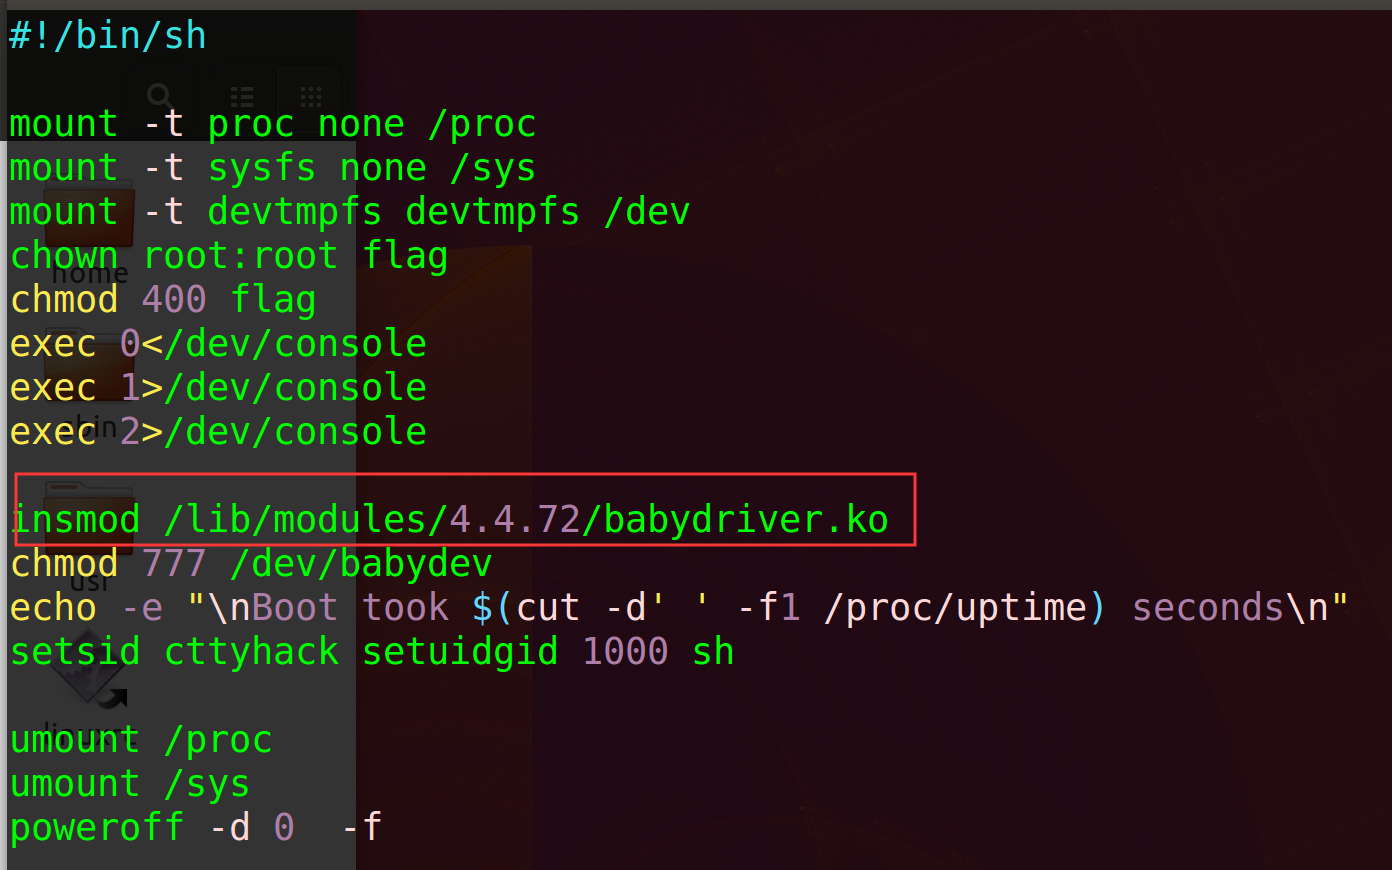 #!/bin/sh
mount -t proc none /proc
mount -t sysfs none /sys
mount -t devtmpfs devtmpfs /dev
chown root:root flag
home
chmod 400 flag
exec 0</dev/console
exec 1>/dev/console
exec 2>/dev/console
insmod /lib/modules/4.4.72/babydriver.ko
chmod 777 /dev/babydev
usr
echo -e "\nBoot took $(cut -d' ' -f1 /proc/uptime) seconds\n"
setsid cttyhack setuidgid 1000 sh
umount /proc
umount /sys
poweroff -d 0  -f